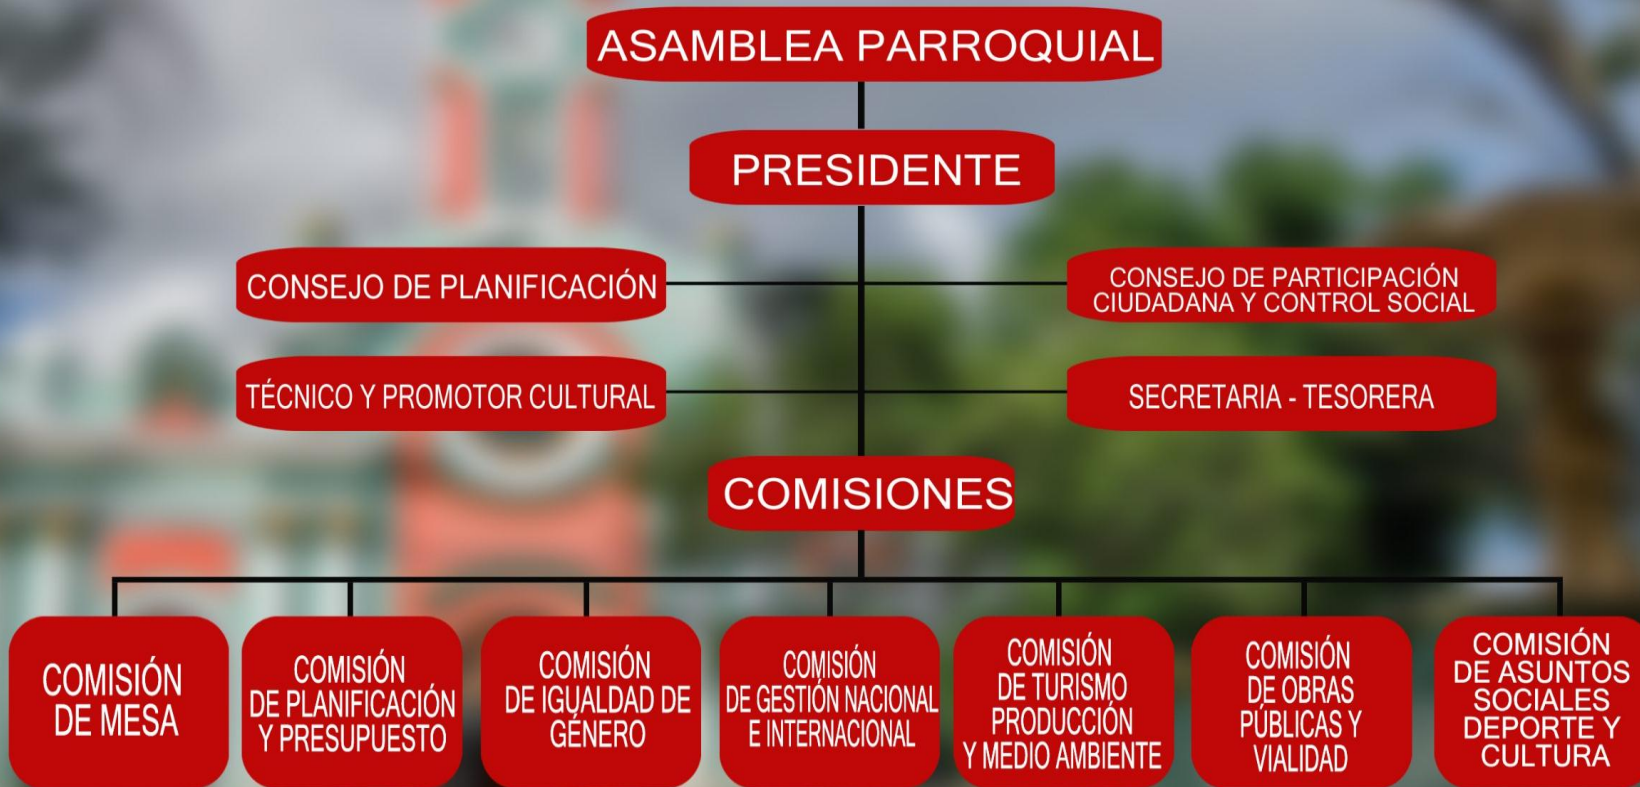 ASAMBLEA PARROQUIAL
PRESIDENTE
CONSEJO DE PLANIFICACIÓN
CONSEJO DE PARTICIPACIÓN
CIUDADANA Y CONTROL SOCIAL
TÉCNICO Y PROMOTOR CULTURAL
SECRETARIA - TESORERA
COMISIONES
COMISIÓN
DE MESA
COMISIÓN
DE PLANIFICACIÓN
Y PRESUPUESTO
COMISIÓN
DE IGUALDAD DE
GÉNERO
COMISIÓN
DE GESTIÓN NACIONAL
E INTERNACIONAL
COMISIÓN
DE TURISMO
PRODUCCIÓN
Y MEDIO AMBIENTE
COMISIÓN
DE OBRAS
PÚBLICAS Y
VIALIDAD
COMISIÓN
DE ASUNTOS
SOCIALES
DEPORTE Y
CULTURA